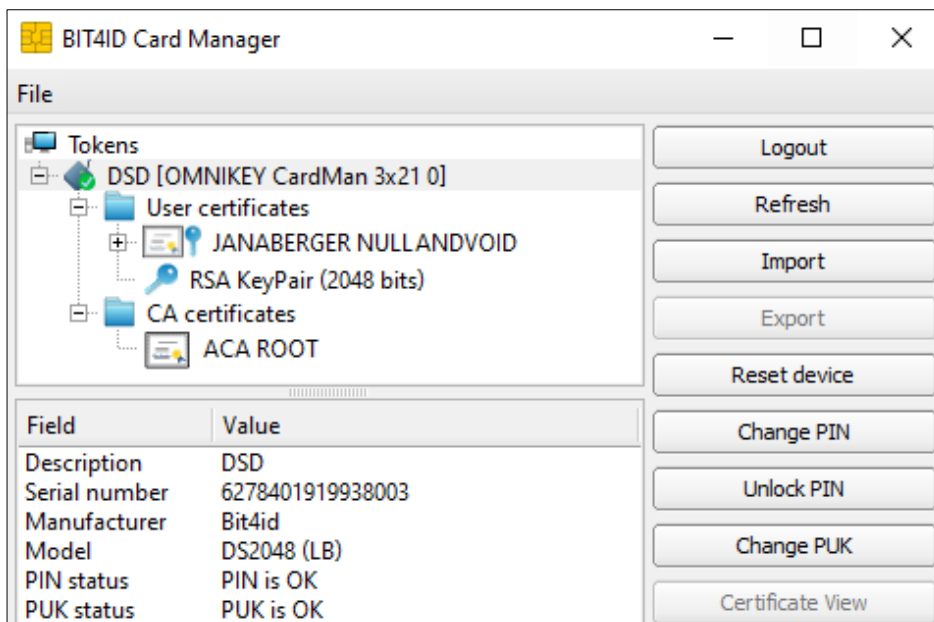 BIT4ID Card Manager
File
Tokens
DSD [OMNIKEY CardMan 3x21 0]
User certificates
JANABERGER NULLANDVOID
RSA KeyPair (2048 bits)
CA certificates
ACA ROOT
Logout
Refresh
Import
Export
Reset device
Change PIN
Unlock PIN
Change PUK
Certificate View
Field Value
Description DSD
Serial number 6278401919938003
Manufacturer Bit4id
Model DS2048 (LB)
PIN status PIN is OK
PUK status PUK is OK